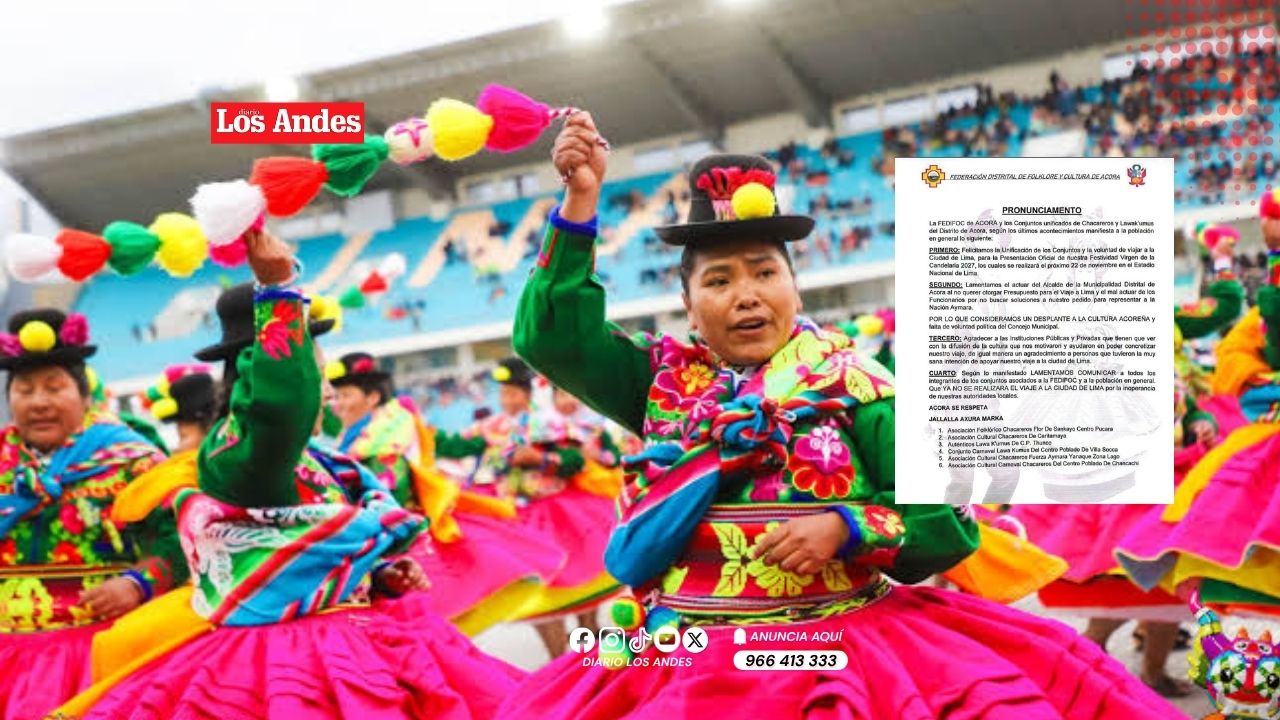 diario
Los Andes
FEDERACIÓN DISTRITAL DE FOLKLORE Y CULTURA DE ACORA
PRONUNCIAMIENTO
La FEDIFOC de ACORA y los Conjuntos unificados de Chacareros y Lawak'umus
del Distrito de Acora, según los últimos acontecimientos manifiesta a la población
en general lo siguiente:
PRIMERO: Felicitamos la Unificación de los Conjuntos y la voluntad de viajar a la
Ciudad de Lima, para la Presentación Oficial de nuestra Festividad Virgen de la
Candelaria 2027, los cuales se realizará el próximo 22 de noviembre en el Estadio
Nacional de Lima.
SEGUNDO: Lamentamos el actuar del Alcalde de la Municipalidad Distrital de
Acora al no querer otorgar Presupuesto para el Viaje a Lima y el mal actuar de los
Funcionarios por no buscar soluciones a nuestro pedido para representar a la
Nación Aymara.
POR LO QUE CONSIDERAMOS UN DESPLANTE A LA CULTURA ACOREÑA y
falta de voluntad política del Concejo Municipal.
TERCERO: Agradecer a las Instituciones Públicas y Privadas que tienen que ver
con la difusión de la cultura que nos motivaron y ayudaron en poder concretizar
nuestro viaje, de igual manera un agradecimiento a personas que tuvieron la muy
sana intención de apoyar nuestro viaje a la ciudad de Lima.
CUARTO: Según lo manifestado LAMENTAMOS COMUNICAR a todos los
integrantes de los conjuntos asociados a la FEDIFOC y a la población en general.
Que YA NO SE REALIZARA EL VIAJE A LA CIUDAD DE LIMA por la inoperancia
de nuestras autoridades locales.
ACORA SE RESPETA
JALLALLA AXURA MARKA
1. Asociación Folklórico Chacareros Flor De Sankayo Centro Pucara
2. Asociación Cultural Chacareros De Caritamaya
3. Auténticos Lawa K'umus De C.P. Thunco
4. Conjunto Carnaval Lawa Kumus Del Centro Poblado De Villa Socca
5. Asociación Cultural Chacareros Fuerza Aymara Yanaque Zona Lago
6. Asociación Cultural Carnaval Chacareros Del Centro Poblado De Chancachi
DIARIO LOS ANDES
ANUNCIA AQUÍ
966 413 333